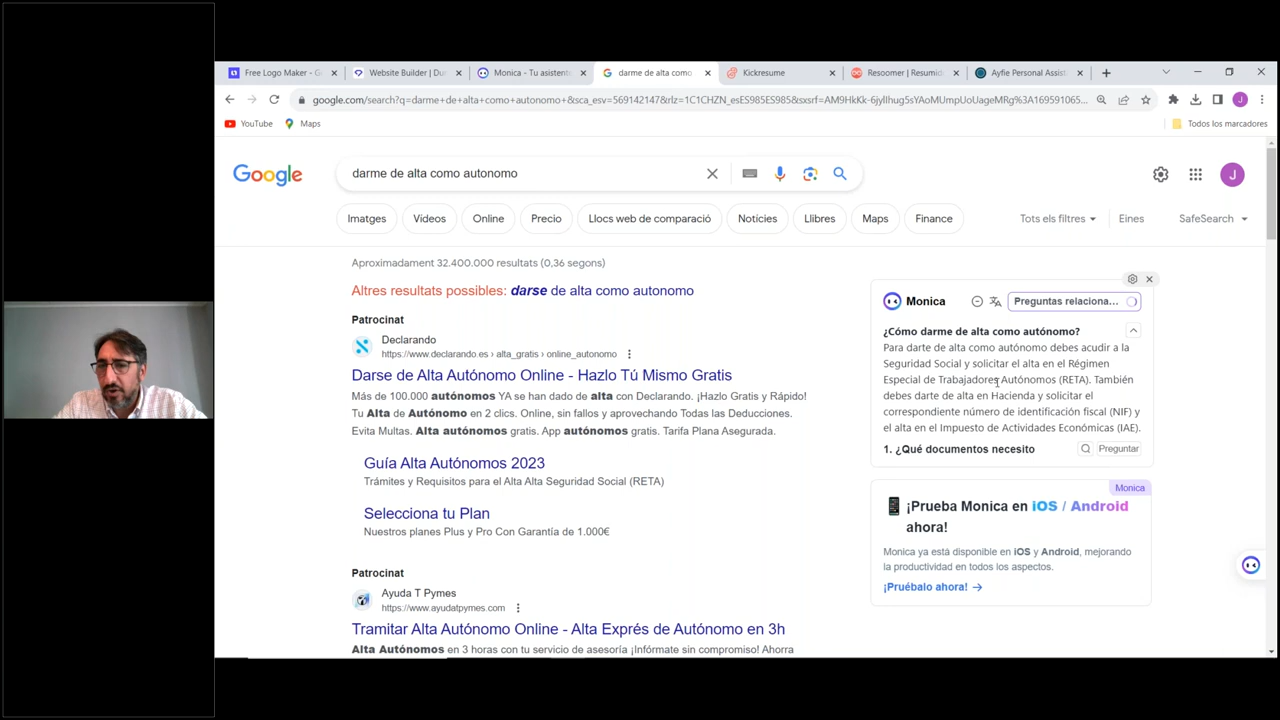 Free Logo Maker - G
Website Builder | Du
Monica - Tu asistent
darme de alta como
Kickresume
Resoomer | Resumid
Ayfie Personal Assist
google.com/search?q=darme+de+alta+como+autonomo+&sca_esv=569142147&rlz=1C1CHZN_esES985ES985&sxsrf=
YouTube
Maps
Todos los marcadores
J
Google
darme de alta como autonomo
J
Imatges
Vídeos
Online
Precio
Llocs web de comparació
Notícies
Llibres
Maps
Finance
Tots els filtres
Eines
SafeSearch
Aproximadament 32.400.000 resultats (0,36 segons)
Altres resultats possibles: darse de alta como autonomo
Patrocinat
Declarando
https://www.declarando.es › alta_gratis › online_autonomo
Darse de Alta Autónomo Online - Hazlo Tú Mismo Gratis
Más de 100.000 autónomos YA se han dado de alta con Declarando. ¡Hazlo Gratis y Rápido!
Tu Alta de Autónomo en 2 clics. Online, sin fallos y aprovechando Todas las Deducciones.
Evita Multas. Alta autónomos gratis. App autónomos gratis. Tarifa Plana Asegurada.
Guía Alta Autónomos 2023
Trámites y Requisitos para el Alta Alta Seguridad Social (RETA)
Selecciona tu Plan
Nuestros planes Plus y Pro Con Garantía de 1.000€
Patrocinat
Ayuda T Pymes
https://www.ayudatpymes.com
Tramitar Alta Autónomo Online - Alta Exprés de Autónomo en 3h
Alta Autónomos en 3 horas con tu servicio de asesoría ¡Infórmate sin compromiso! Ahorra
Monica
Preguntas relaciona...
¿Cómo darme de alta como autónomo?
Para darte de alta como autónomo debes acudir a la
Seguridad Social y solicitar el alta en el Régimen
Especial de Trabajadores Autónomos (RETA). También
debes darte de alta en Hacienda y solicitar el
correspondiente número de identificación fiscal (NIF) y
el alta en el Impuesto de Actividades Económicas (IAE).
1. ¿Qué documentos necesito
Preguntar
Monica
¡Prueba Monica en iOS / Android
ahora!
Monica ya está disponible en iOS y Android, mejorando
la productividad en todos los aspectos.
¡Pruébalo ahora! →